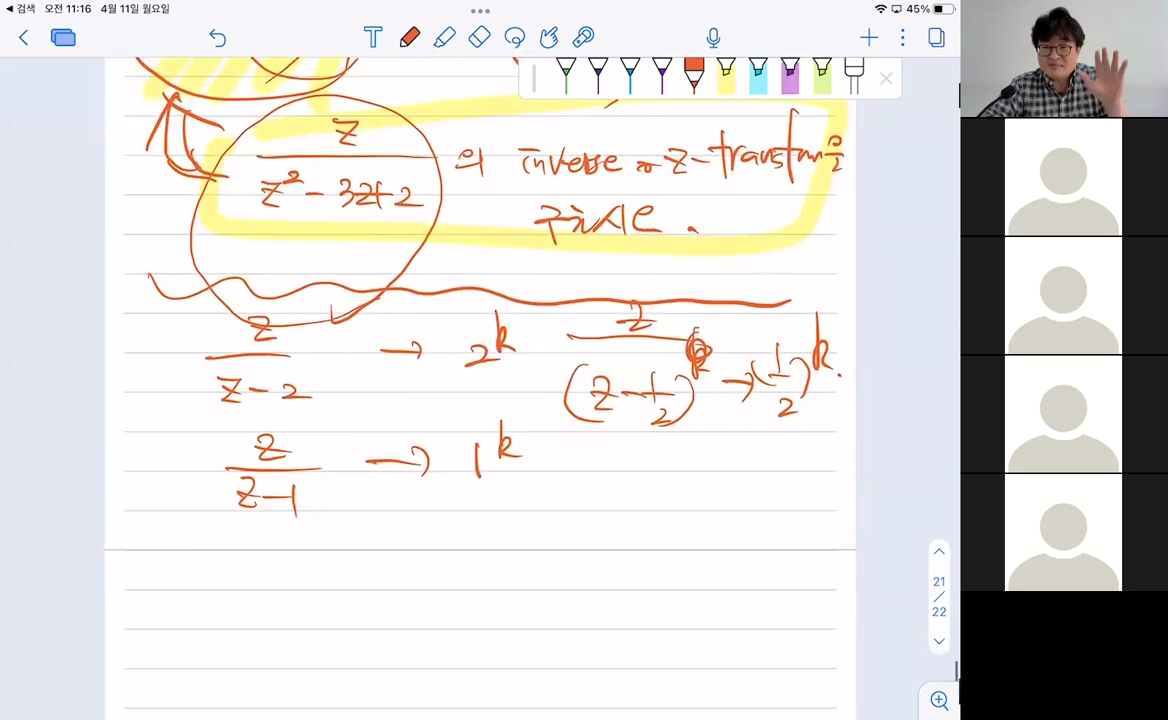 검색 오전 11:16 4월 11일 월요일 45%
z
z² - 3z+2
의 inverse z-transform을
구하시오.
z
z - 2
→ 2^k
z
(z - 1/2)
→ (1/2)^k.
z
z - 1
→ 1^k
21
/
22